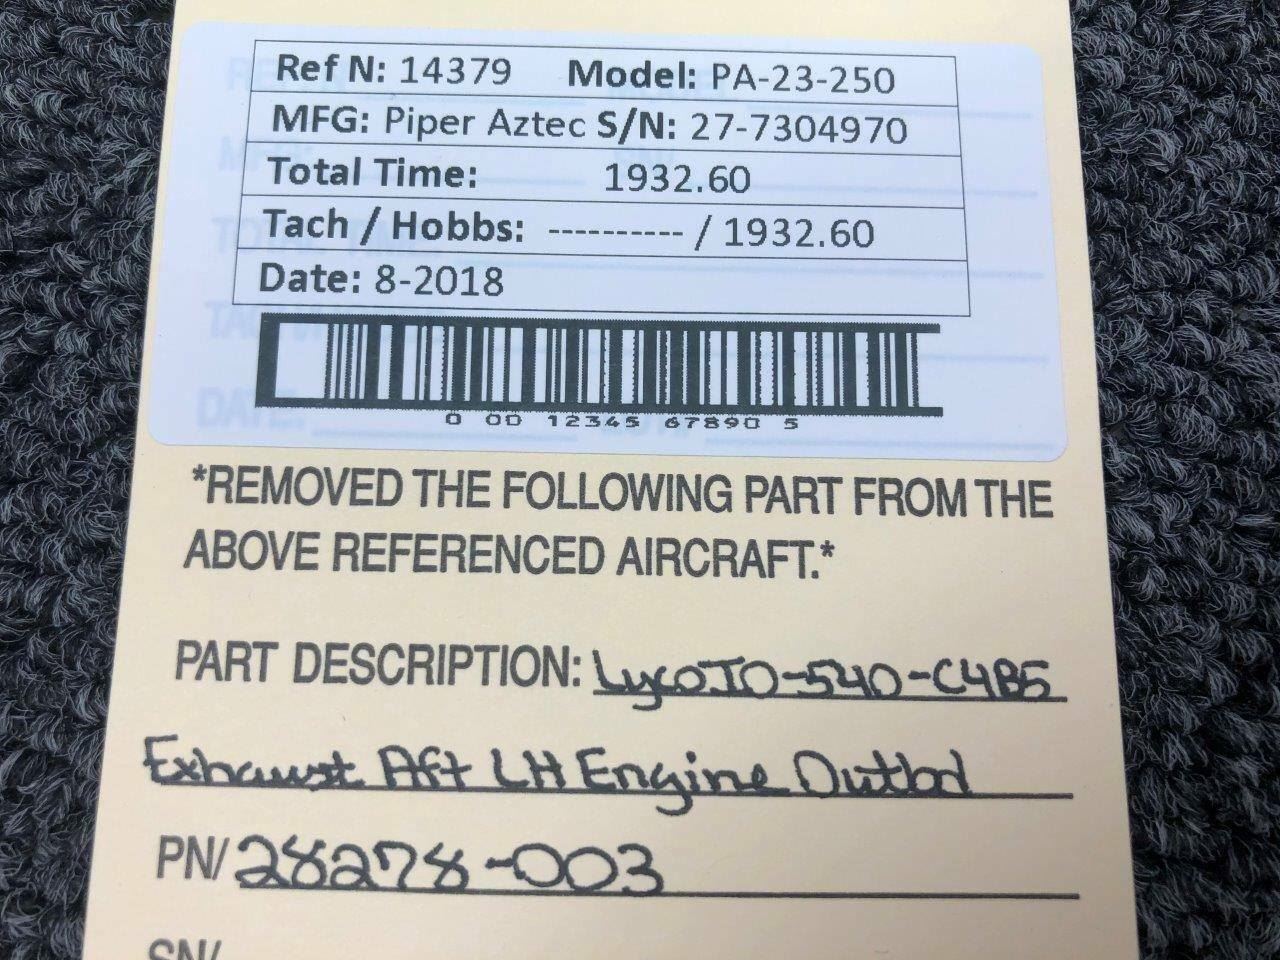 Ref N: 14379 Model: PA-23-250
MFG: Piper Aztec S/N: 27-7304970
Total Time: 1932.60
Tach / Hobbs: ---------- / 1932.60
Date: 8-2018
0 00 12345 67890 5
*REMOVED THE FOLLOWING PART FROM THE
ABOVE REFERENCED AIRCRAFT.*
PART DESCRIPTION: Lyco IO-540-C4B5
Exhaust Aft LH Engine Outbd
PN/ 28278-003
SN/